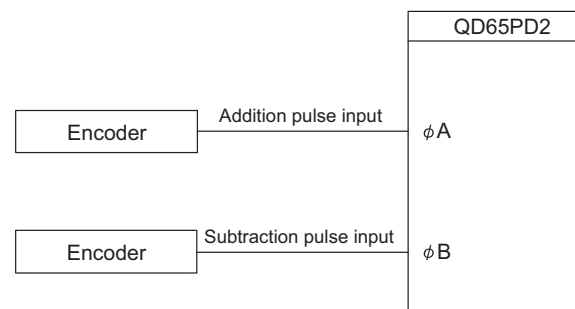 QD65PD2
Addition pulse input
Encoder
φA
Subtraction pulse input
Encoder
φB